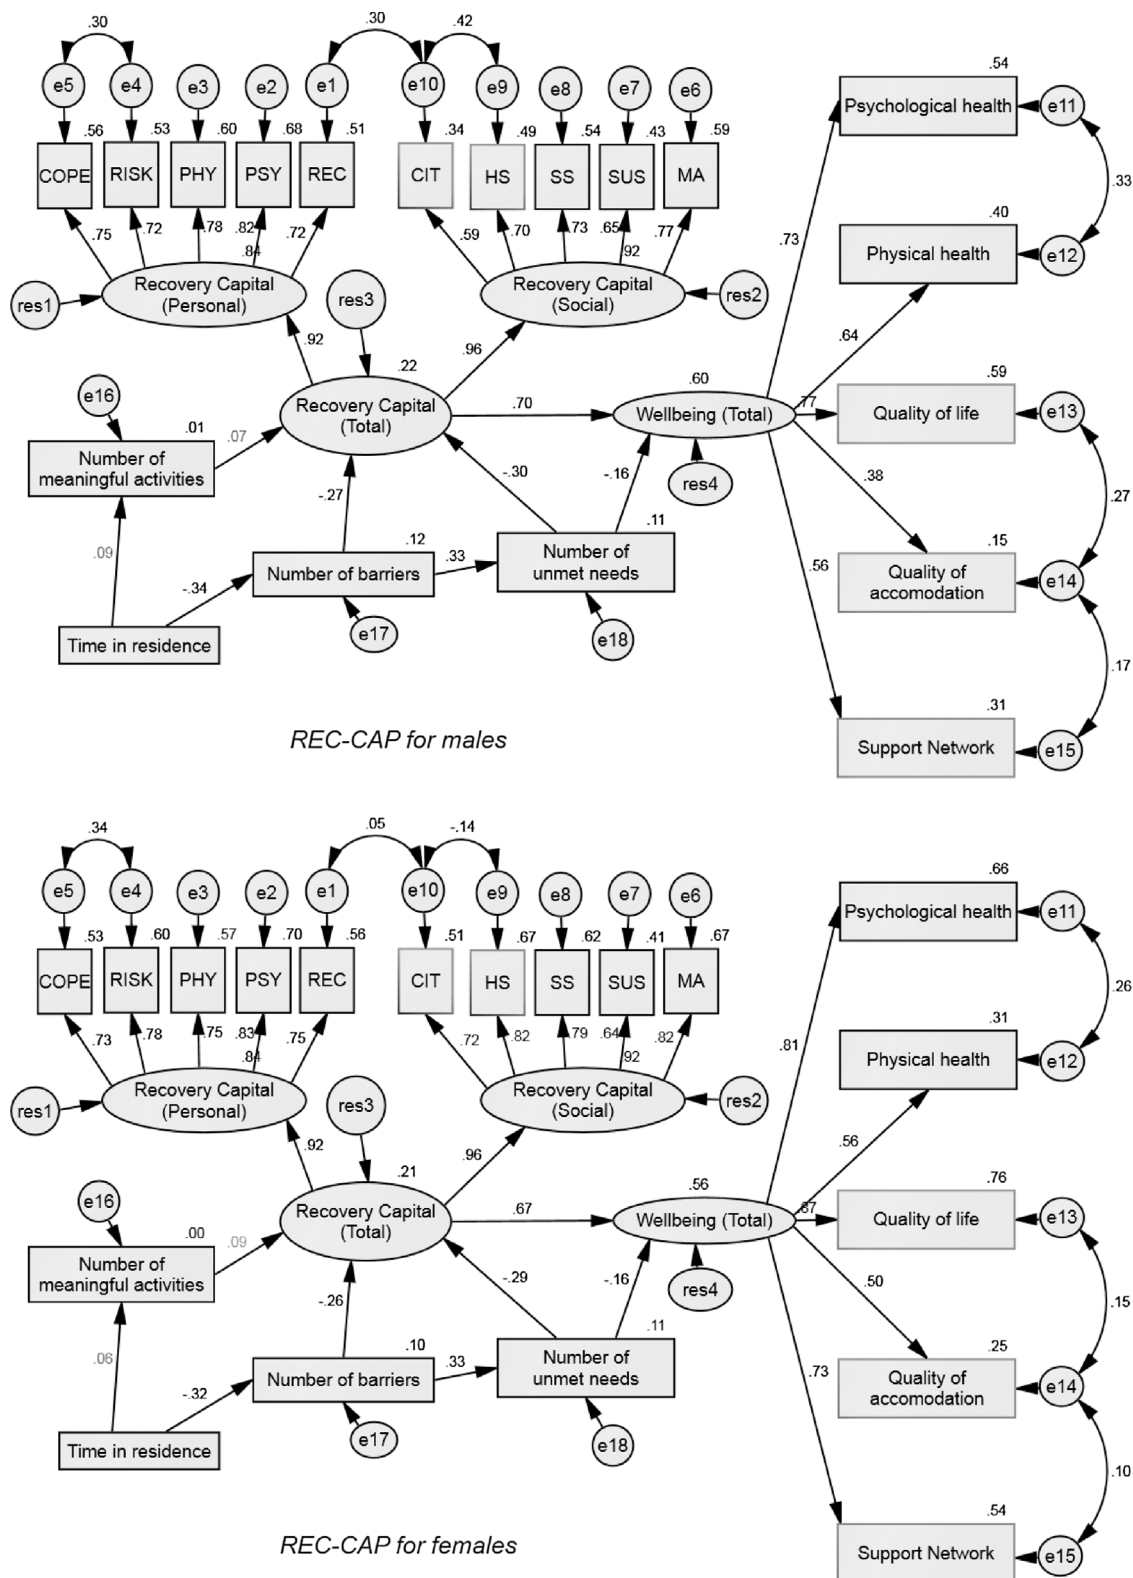 .30 .30 .42
e5 e4 e3 e2 e1 e10 e9 e8 e7 e6
.56 .53 .60 .68 .51 .34 .49 .54 .43 .59
COPE RISK PHY PSY REC CIT HS SS SUS MA
.75 .72 .78 .82 .72 .59 .70 .73 .65 .77
.84 .92
Recovery Capital
(Personal)
Recovery Capital
(Social)
res1 res3 res2
.92 .96
.22
Recovery Capital
(Total)
.70
.60
Wellbeing (Total)
res4
e16
.01 .07
Number of
meaningful activities
-.27 -.30 -.16
.09
-.34
.12
Number of barriers
.33
.11
Number of
unmet needs
e17 e18
Time in residence
.54
Psychological health
e11
.33
.73
.40
Physical health
e12
.64
.59
.77
Quality of life
e13
.38
.27
.15
Quality of
accomodation
e14
.56
.17
.31
Support Network
e15
REC-CAP for males
.34 .05 -.14
e5 e4 e3 e2 e1 e10 e9 e8 e7 e6
.53 .60 .57 .70 .56 .51 .67 .62 .41 .67
COPE RISK PHY PSY REC CIT HS SS SUS MA
.73 .78 .75 .83 .75 .72 .82 .79 .64 .82
.84 .92
Recovery Capital
(Personal)
Recovery Capital
(Social)
res1 res3 res2
.92 .96
.21
Recovery Capital
(Total)
.67
.56
Wellbeing (Total)
res4
e16
.00 .09
Number of
meaningful activities
-.26 -.29 -.16
.06
-.32
.10
Number of barriers
.33
.11
Number of
unmet needs
e17 e18
Time in residence
.66
Psychological health
e11
.26
.81
.31
Physical health
e12
.56
.76
.87
Quality of life
e13
.50
.15
.25
Quality of
accomodation
e14
.73
.10
.54
Support Network
e15
REC-CAP for females